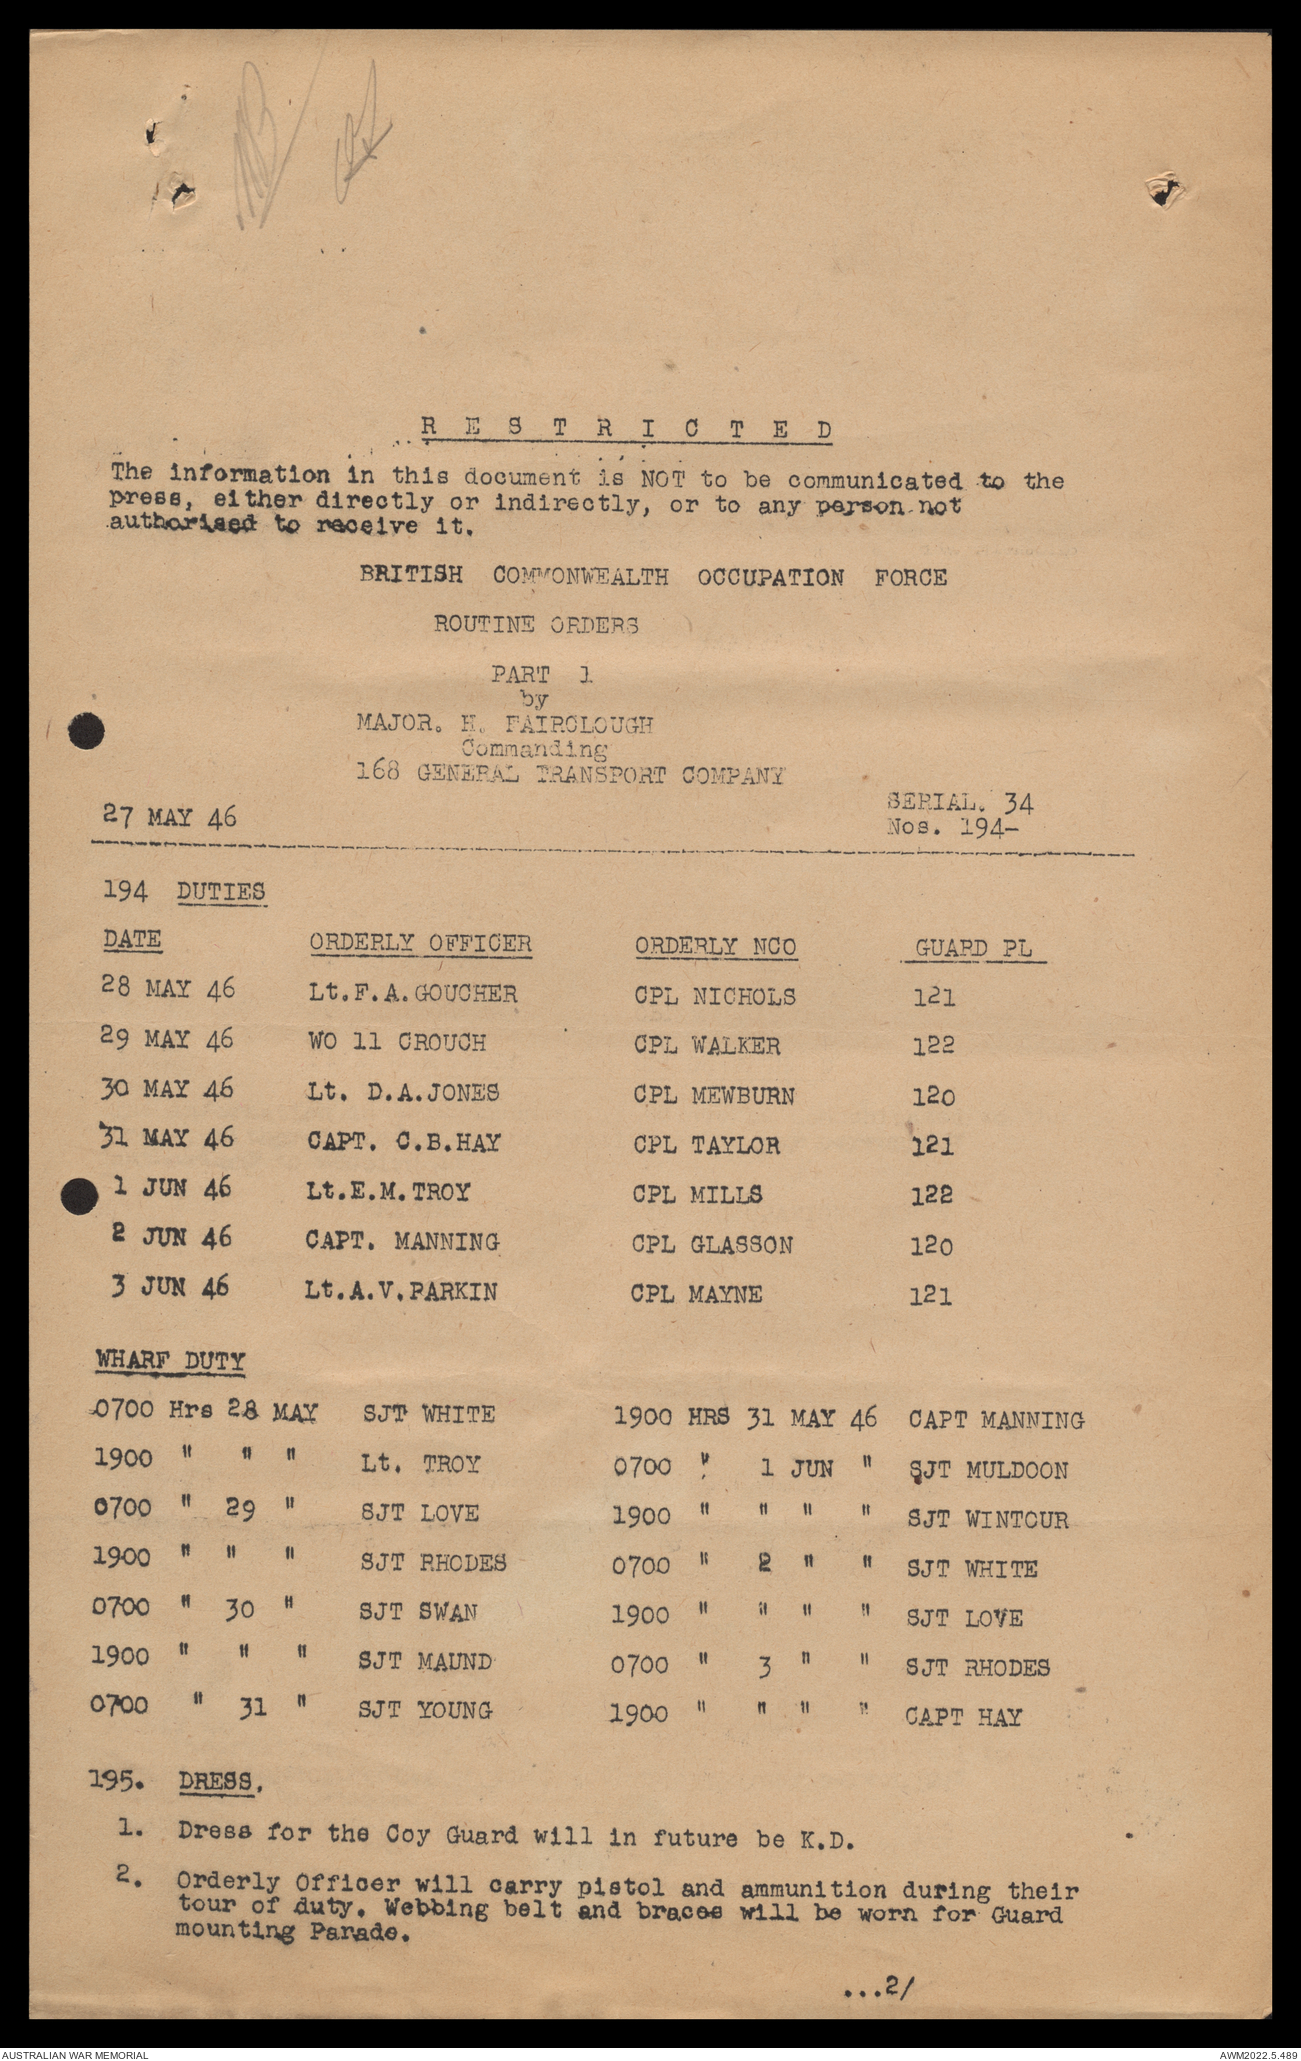 R E S T R I C T E D
The information in this document is NOT to be communicated to the
press, either directly or indirectly, or to any person not
authorised to receive it.
BRITISH COMMONWEALTH OCCUPATION FORCE
ROUTINE ORDERS
PART 1
by
MAJOR. H. FAIRCLOUGH
Commanding
168 GENERAL TRANSPORT COMPANY
SERIAL. 34
27 MAY 46 Nos. 194-
194 DUTIES
DATE ORDERLY OFFICER ORDERLY NCO GUARD PL
28 MAY 46 Lt.F.A.GOUCHER CPL NICHOLS 121
29 MAY 46 WO 11 CROUCH CPL WALKER 122
30 MAY 46 Lt. D.A.JONES CPL MEWBURN 120
31 MAY 46 CAPT. C.B.HAY CPL TAYLOR 121
1 JUN 46 Lt.E.M.TROY CPL MILLS 122
2 JUN 46 CAPT. MANNING CPL GLASSON 120
3 JUN 46 Lt.A.V.PARKIN CPL MAYNE 121
WHARF DUTY
0700 Hrs 28 MAY SJT WHITE 1900 HRS 31 MAY 46 CAPT MANNING
1900 " " " Lt. TROY 0700 " 1 JUN " SJT MULDOON
0700 " 29 " SJT LOVE 1900 " " " " SJT WINTOUR
1900 " " " SJT RHODES 0700 " 2 " " SJT WHITE
0700 " 30 " SJT SWAN 1900 " " " " SJT LOVE
1900 " " " SJT MAUND 0700 " 3 " " SJT RHODES
0700 " 31 " SJT YOUNG 1900 " " " " CAPT HAY
195. DRESS.
1. Dress for the Coy Guard will in future be K.D.
2. Orderly Officer will carry pistol and ammunition during their
tour of duty. Webbing belt and braces will be worn for Guard
mounting Parade.
...2/
AUSTRALIAN WAR MEMORIAL AWM2022.5.489